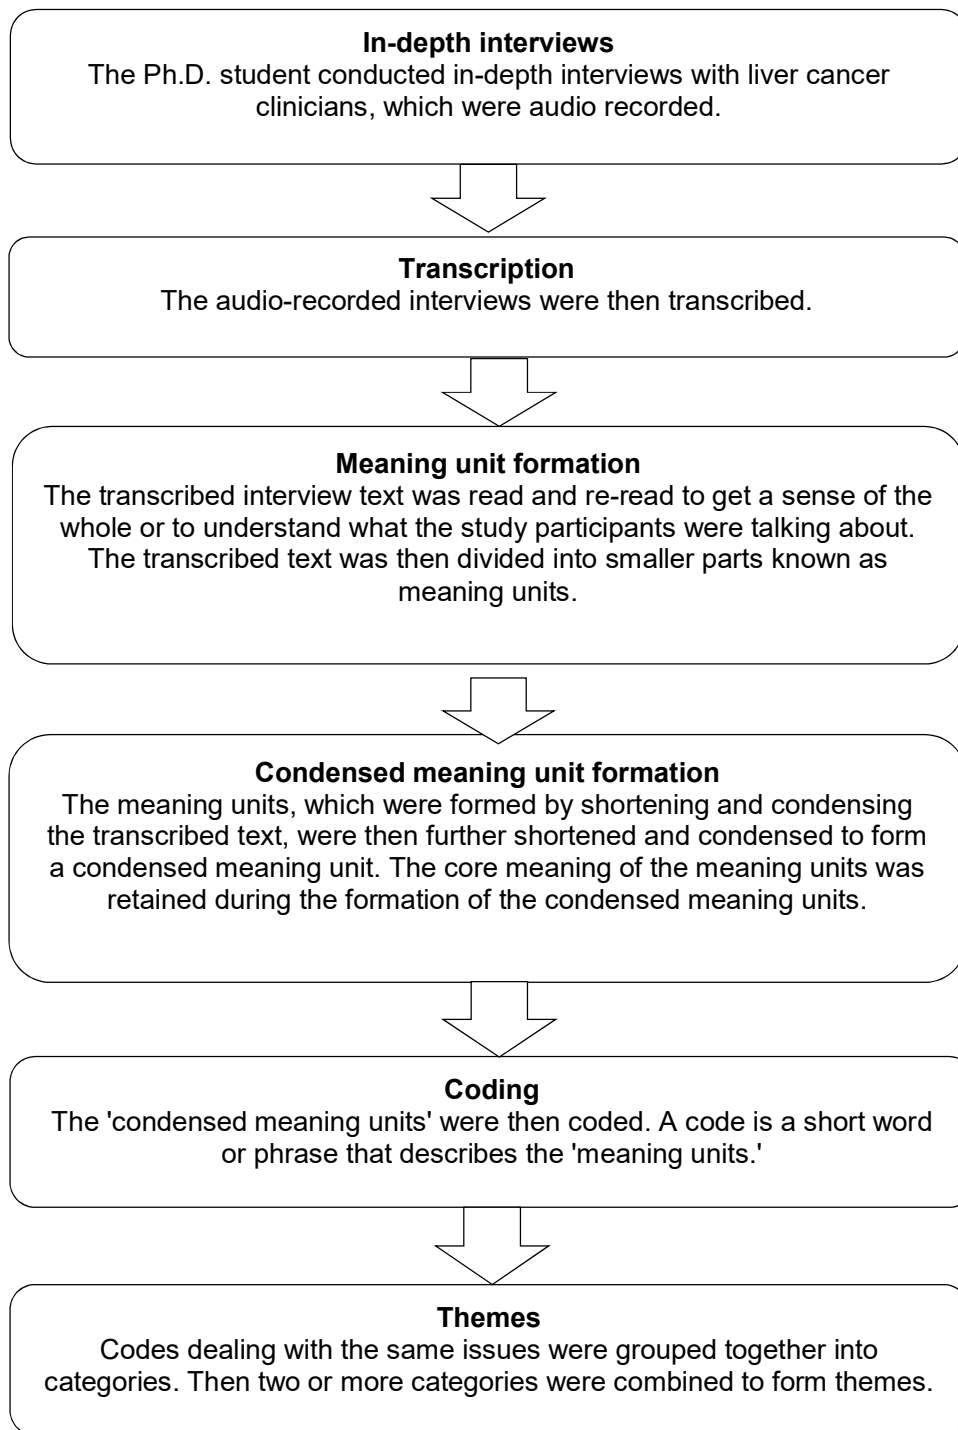 In-depth interviews
The Ph.D. student conducted in-depth interviews with liver cancer
clinicians, which were audio recorded.
Transcription
The audio-recorded interviews were then transcribed.
Meaning unit formation
The transcribed interview text was read and re-read to get a sense of the
whole or to understand what the study participants were talking about.
The transcribed text was then divided into smaller parts known as
meaning units.
Condensed meaning unit formation
The meaning units, which were formed by shortening and condensing
the transcribed text, were then further shortened and condensed to form
a condensed meaning unit. The core meaning of the meaning units was
retained during the formation of the condensed meaning units.
Coding
The 'condensed meaning units' were then coded. A code is a short word
or phrase that describes the 'meaning units.'
Themes
Codes dealing with the same issues were grouped together into
categories. Then two or more categories were combined to form themes.